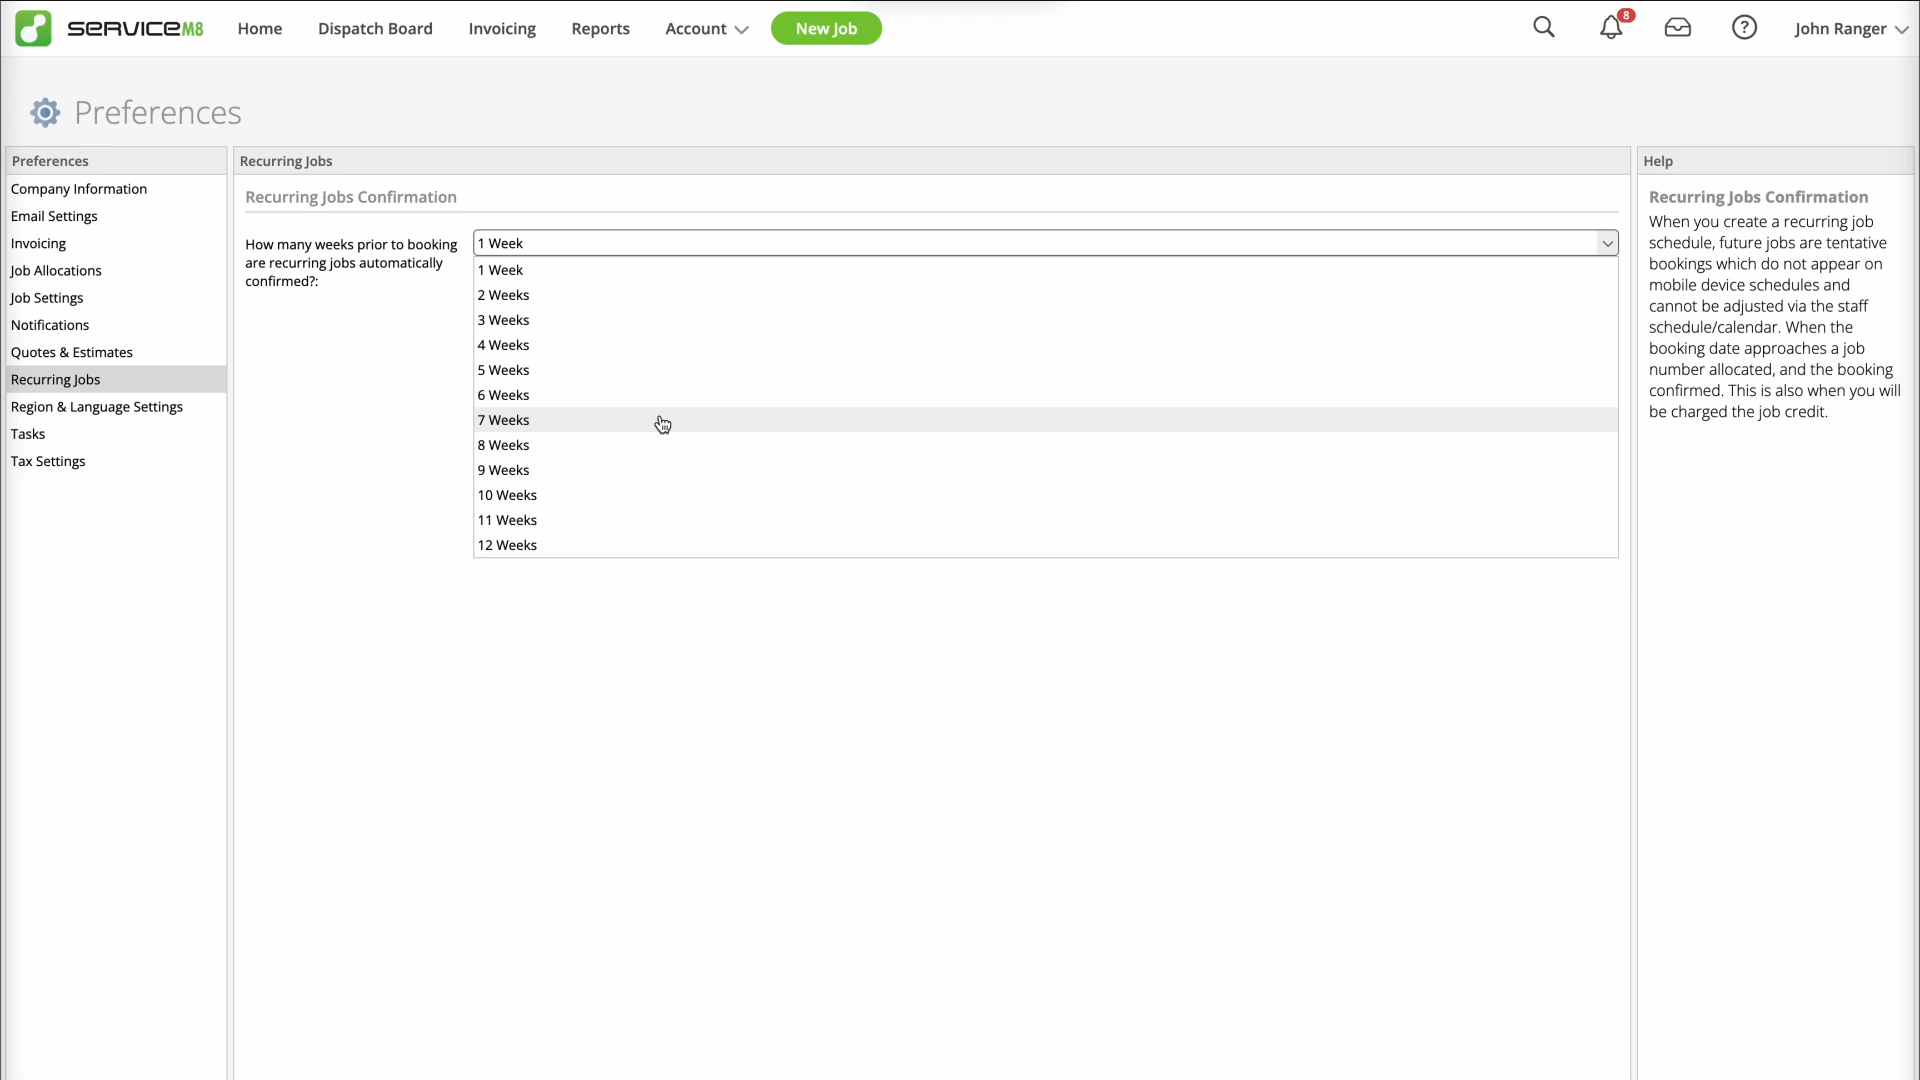 SERVICEM8 Home Dispatch Board Invoicing Reports Account New Job 8 John Ranger
Preferences
Preferences
Company Information
Email Settings
Invoicing
Job Allocations
Job Settings
Notifications
Quotes & Estimates
Recurring Jobs
Region & Language Settings
Tasks
Tax Settings
Recurring Jobs
Recurring Jobs Confirmation
How many weeks prior to booking
are recurring jobs automatically
confirmed?:
1 Week
1 Week
2 Weeks
3 Weeks
4 Weeks
5 Weeks
6 Weeks
7 Weeks
8 Weeks
9 Weeks
10 Weeks
11 Weeks
12 Weeks
Help
Recurring Jobs Confirmation
When you create a recurring job
schedule, future jobs are tentative
bookings which do not appear on
mobile device schedules and
cannot be adjusted via the staff
schedule/calendar. When the
booking date approaches a job
number allocated, and the booking
confirmed. This is also when you will
be charged the job credit.